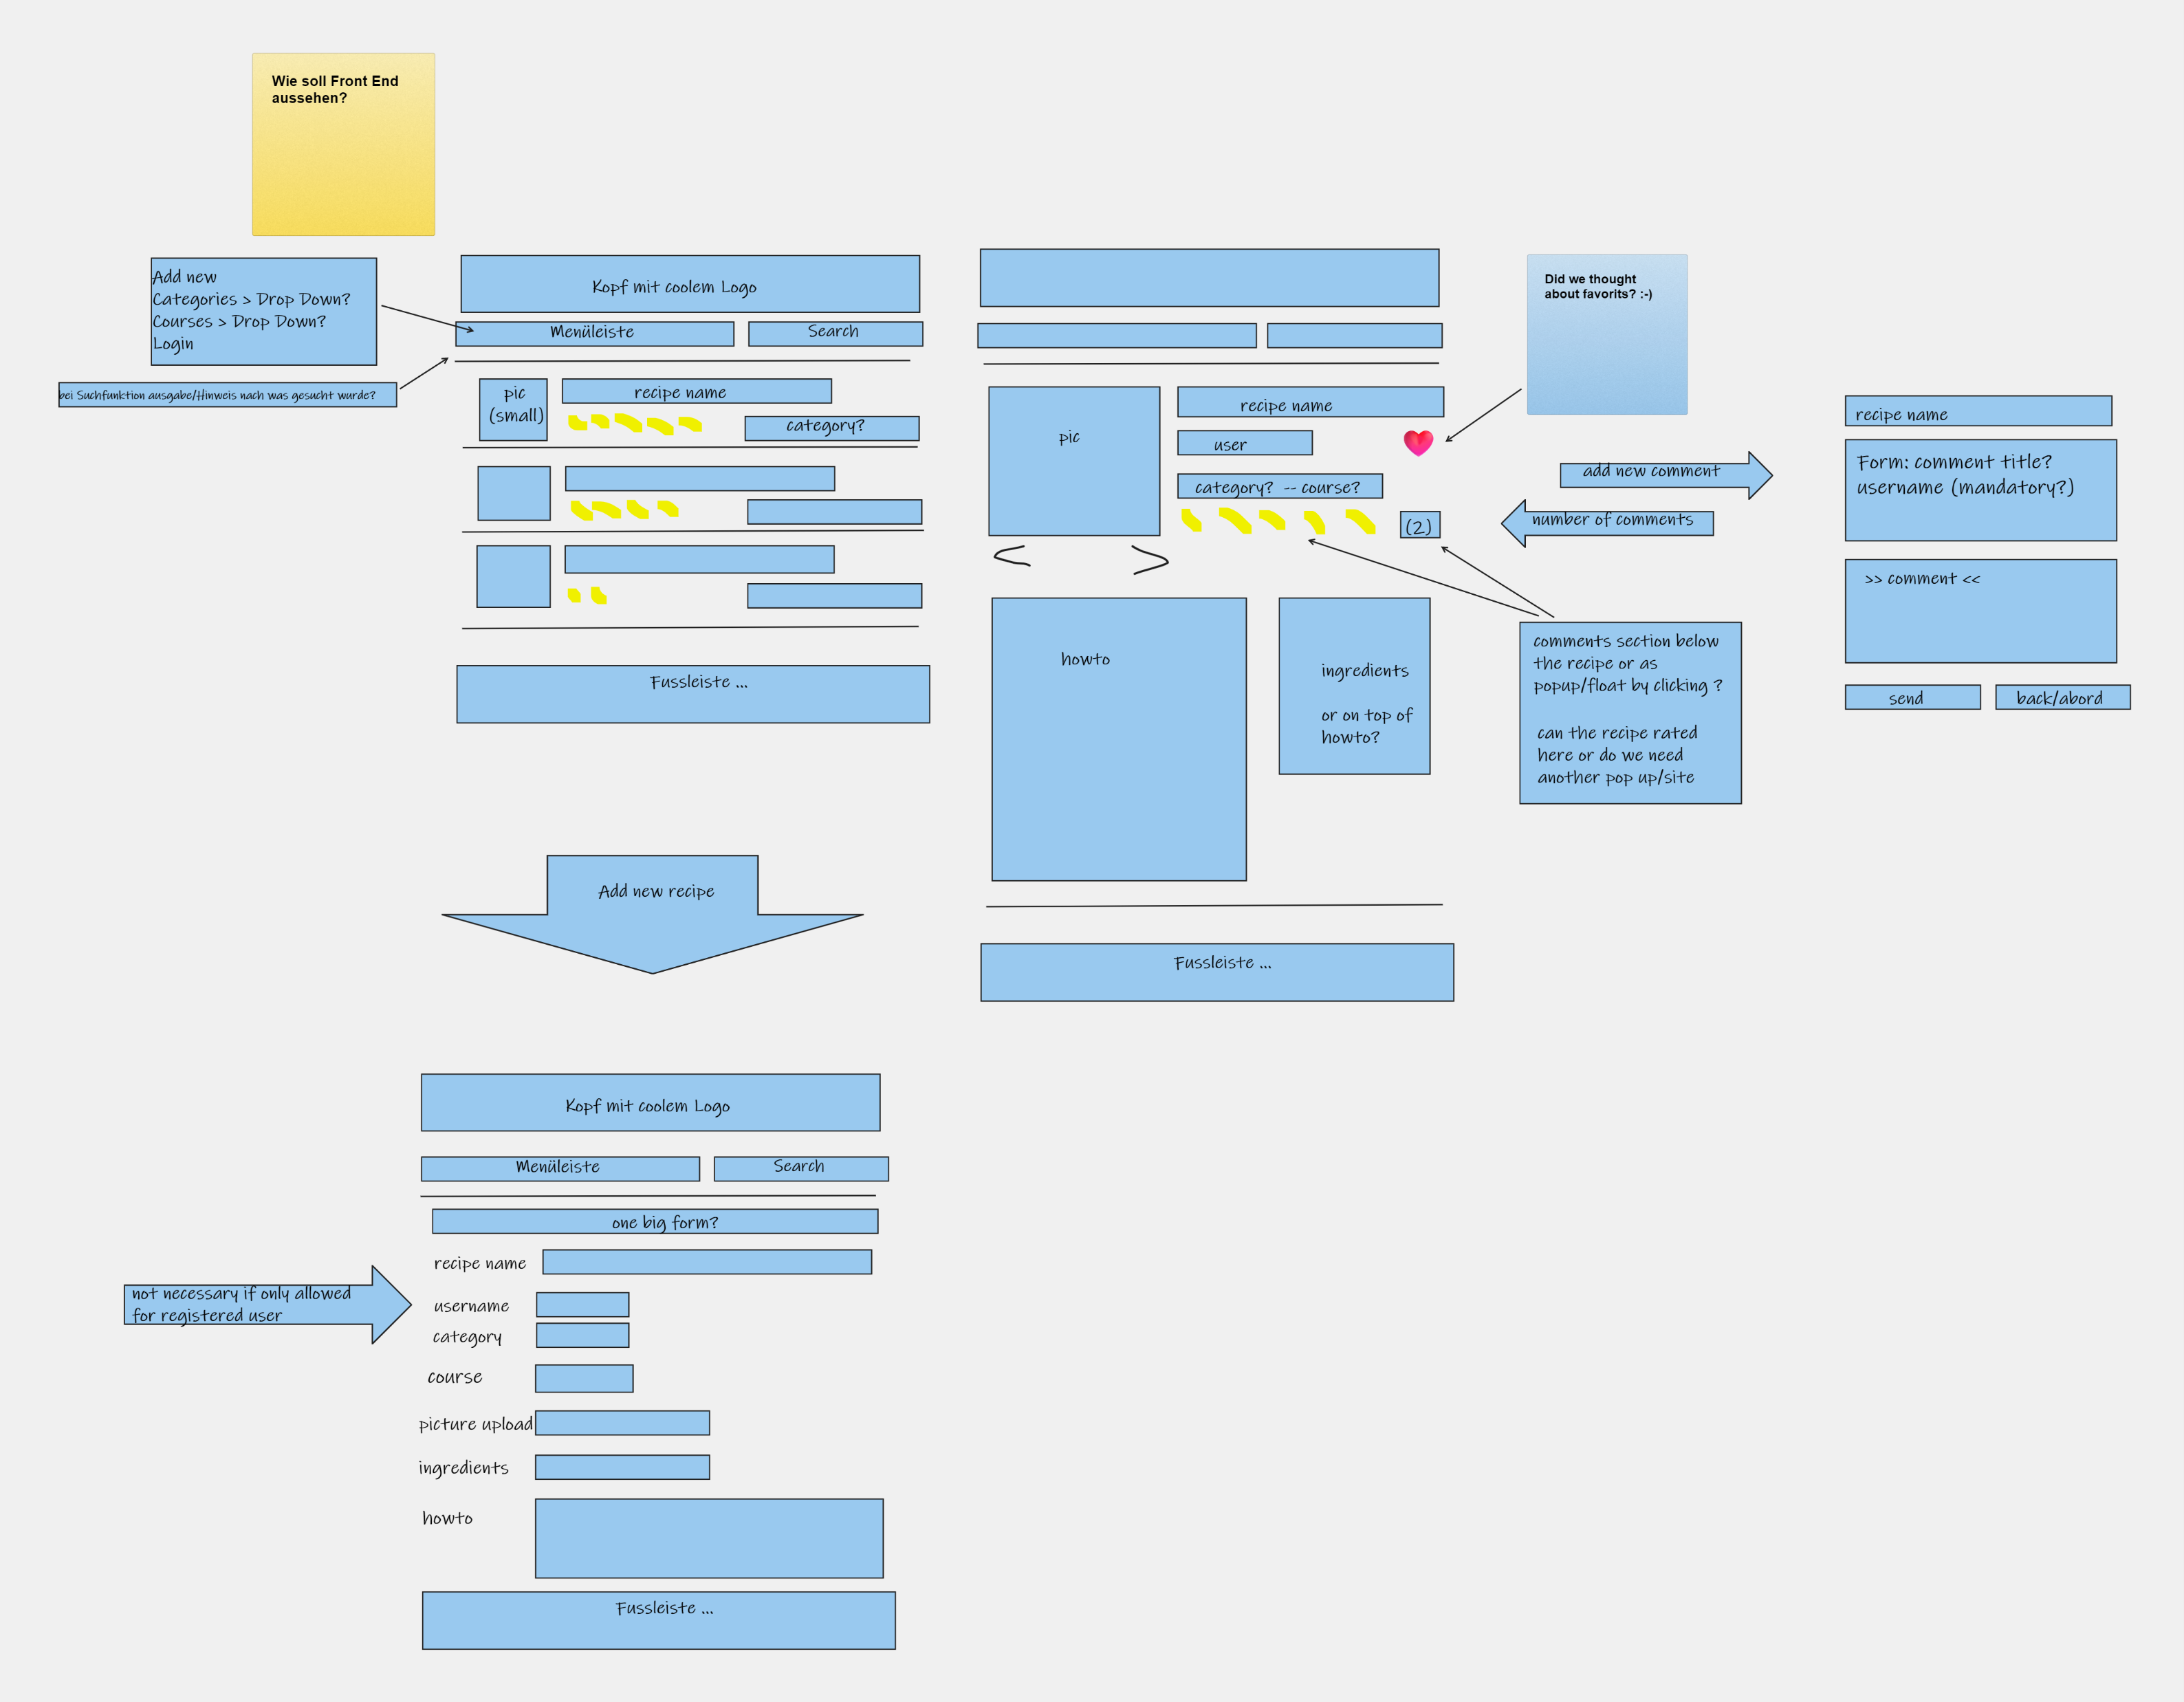 Wie soll Front End
aussehen?
Add new
Categories > Drop Down?
Courses > Drop Down?
Login
bei Suchfunktion ausgabe/Hinweis nach was gesucht wurde?
Kopf mit coolem Logo
Menüleiste
Search
pic
(small)
recipe name
category?
Fussleiste ...
recipe name
pic
user
category? -- course?
(2)
howto
ingredients
or on top of
howto?
Fussleiste ...
Did we thought
about favorits? :-)
add new comment
number of comments
comments section below
the recipe or as
popup/float by clicking ?
can the recipe rated
here or do we need
another pop up/site
recipe name
Form: comment title?
username (mandatory?)
>> comment <<
send
back/abord
Add new recipe
Kopf mit coolem Logo
Menüleiste
Search
one big form?
recipe name
not necessary if only allowed
for registered user
username
category
course
picture upload
ingredients
howto
Fussleiste ...